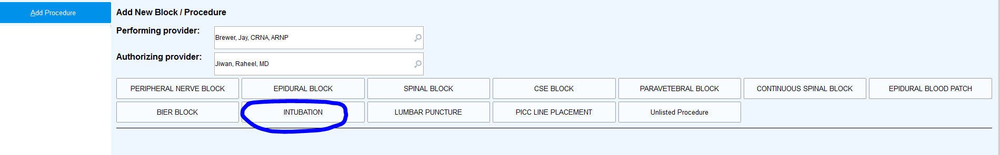 Add Procedure
Add New Block / Procedure
Performing provider:
Brewer, Jay, CRNA, ARNP
Authorizing provider:
Jiwan, Raheel, MD
PERIPHERAL NERVE BLOCK EPIDURAL BLOCK SPINAL BLOCK CSE BLOCK PARAVETEBRAL BLOCK CONTINUOUS SPINAL BLOCK EPIDURAL BLOOD PATCH
BIER BLOCK INTUBATION LUMBAR PUNCTURE PICC LINE PLACEMENT Unlisted Procedure